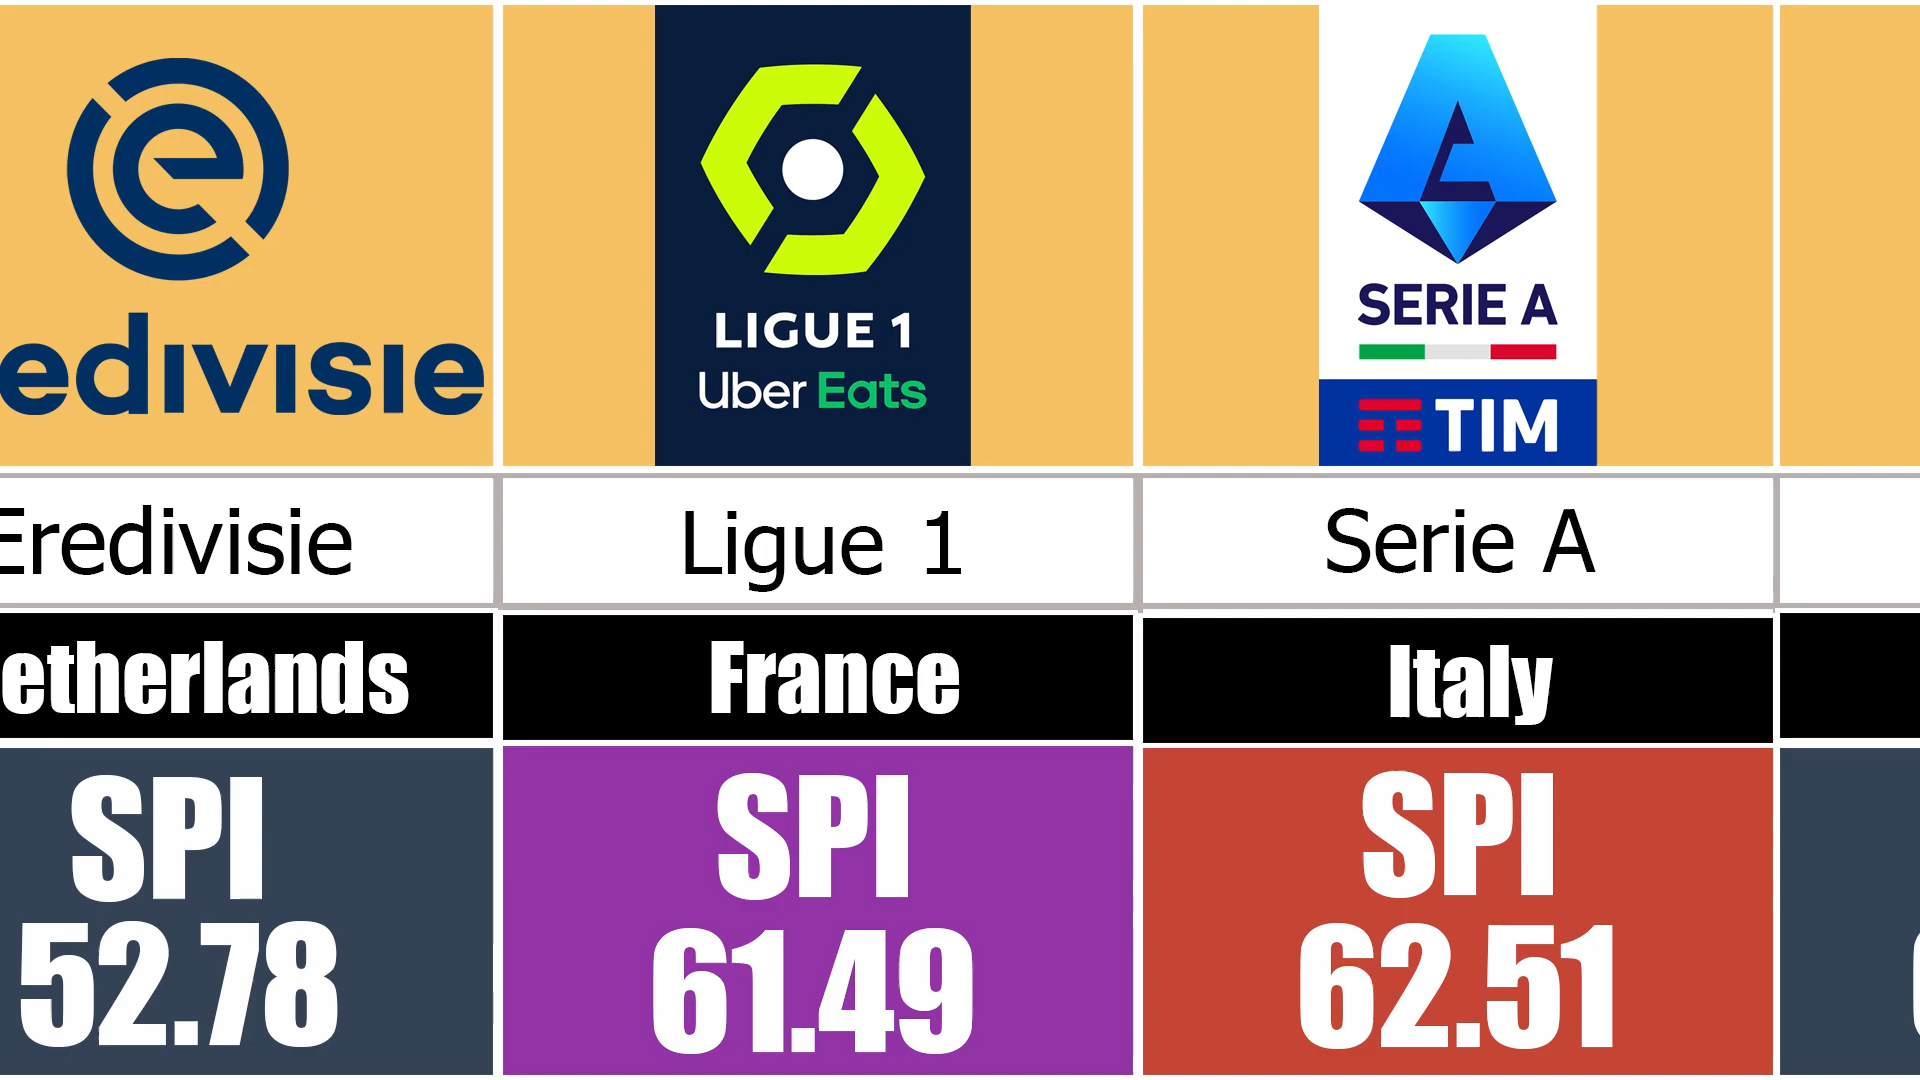 edivisie
LIGUE 1
Uber Eats
SERIE A
TIM
Eredivisie
Ligue 1
Serie A
etherlands
France
Italy
SPI
52.78
SPI
61.49
SPI
62.51